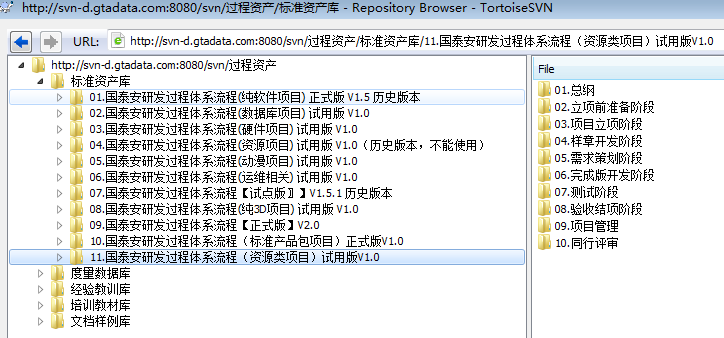 http://svn-d.gtadata.com:8080/svn/过程资产/标准资产库 - Repository Browser - TortoiseSVN
URL: http://svn-d.gtadata.com:8080/svn/过程资产/标准资产库/11.国泰安研发过程体系流程（资源类项目）试用版V1.0
http://svn-d.gtadata.com:8080/svn/过程资产
标准资产库
01.国泰安研发过程体系流程(纯软件项目) 正式版 V1.5 历史版本
02.国泰安研发过程体系流程(数据库项目) 试用版 V1.0
03.国泰安研发过程体系流程(硬件项目) 试用版 V1.0
04.国泰安研发过程体系流程(资源项目) 试用版 V1.0（历史版本，不能使用）
05.国泰安研发过程体系流程(动漫项目) 试用版 V1.0
06.国泰安研发过程体系流程(运维相关) 试用版 V1.0
07.国泰安研发过程体系流程【试点版】V1.5.1 历史版本
08.国泰安研发过程体系流程(纯3D项目) 试用版 V1.0
09.国泰安研发过程体系流程【正式版】V2.0
10.国泰安研发过程体系流程（标准产品包项目）正式版V1.0
11.国泰安研发过程体系流程（资源类项目）试用版V1.0
度量数据库
经验教训库
培训教材库
文档样例库
File
01.总纲
02.立项前准备阶段
03.项目立项阶段
04.样章开发阶段
05.需求策划阶段
06.完成版开发阶段
07.测试阶段
08.验收结项阶段
09.项目管理
10.同行评审